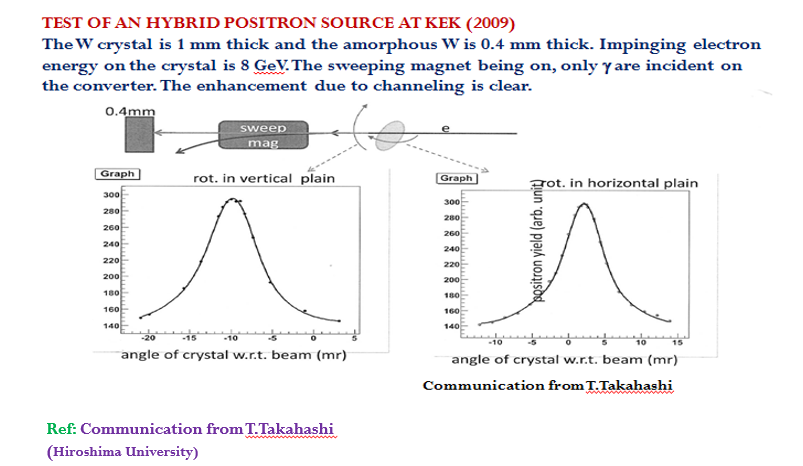 TEST OF AN HYBRID POSITRON SOURCE AT KEK (2009)
The W crystal is 1 mm thick and the amorphous W is 0.4 mm thick. Impinging electron
energy on the crystal is 8 GeV. The sweeping magnet being on, only γ are incident on
the converter. The enhancement due to channeling is clear.
0.4mm
sweep
mag
e
Graph
rot. in vertical plain
300
280
260
240
220
200
180
160
140
-20 -15 -10 -5 0 5
angle of crystal w.r.t. beam (mr)
Graph
rot. in horizontal plain
positron yield (arb. unit)
300
280
260
240
220
200
180
160
140
-10 -5 0 5 10 15
angle of crystal w.r.t. beam (mr)
Communication from T.Takahashi
Ref: Communication from T.Takahashi
(Hiroshima University)